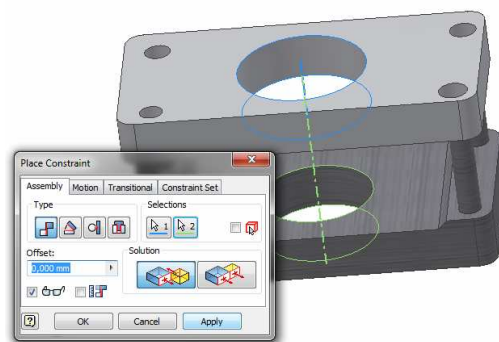 Place Constraint
Assembly Motion Transitional Constraint Set
Type Selections
1 2
Offset: Solution
0,000 mm
OK Cancel Apply